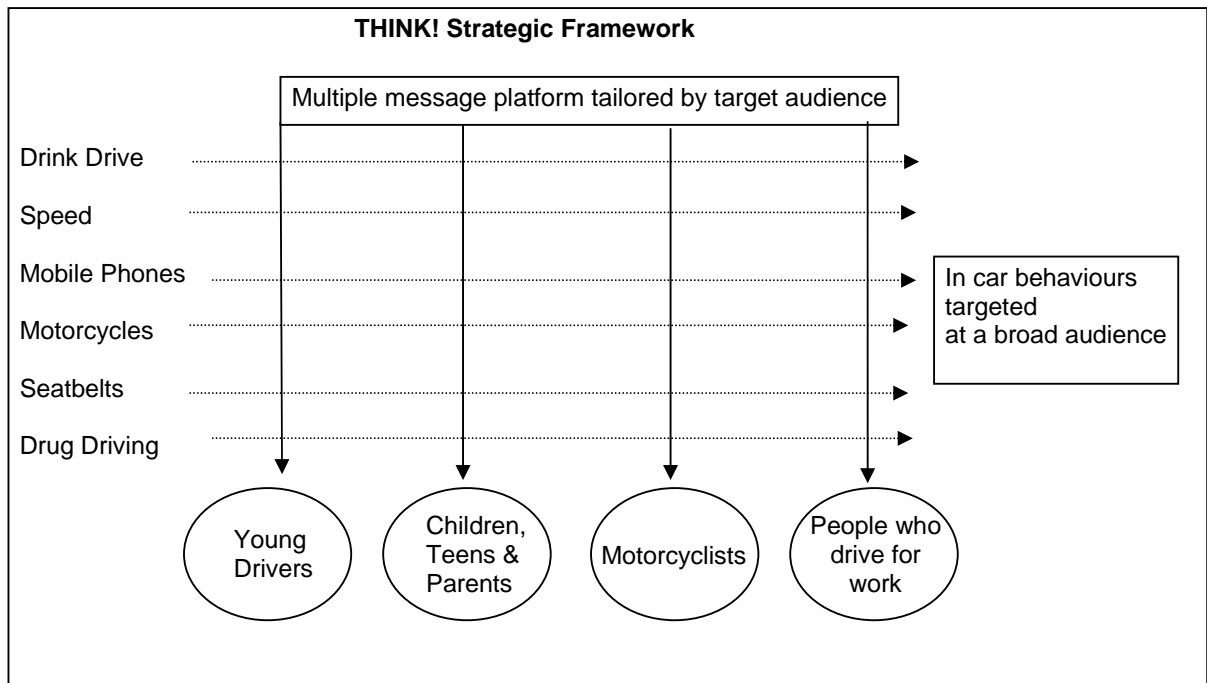 THINK! Strategic Framework
Multiple message platform tailored by target audience
Drink Drive
Speed
Mobile Phones
Motorcycles
Seatbelts
Drug Driving
In car behaviours
targeted
at a broad audience
Young
Drivers
Children,
Teens &
Parents
Motorcyclists
People who
drive for
work